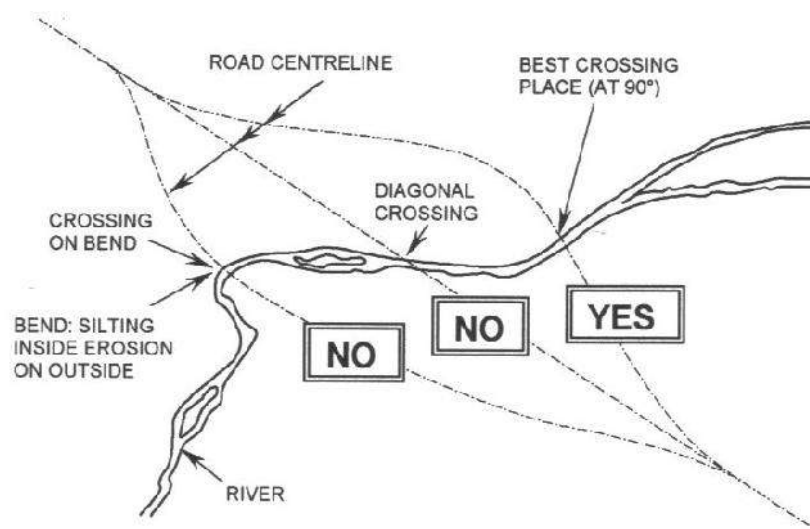 ROAD CENTRELINE
BEST CROSSING
PLACE (AT 90°)
DIAGONAL
CROSSING
CROSSING
ON BEND
BEND: SILTING
INSIDE EROSION
ON OUTSIDE
NO
NO
YES
RIVER